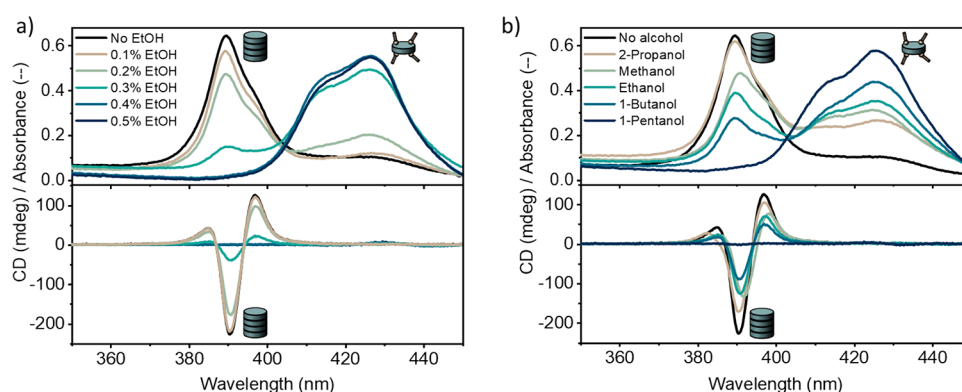 a)
CD (mdeg) / Absorbance (--)
0.6
0.4
0.2
0.0
No EtOH
0.1% EtOH
0.2% EtOH
0.3% EtOH
0.4% EtOH
0.5% EtOH
100
0
-100
-200
360 380 400 420 440
Wavelength (nm)
b)
CD (mdeg) / Absorbance (--)
0.6
0.4
0.2
0.0
No alcohol
2-Propanol
Methanol
Ethanol
1-Butanol
1-Pentanol
100
0
-100
-200
360 380 400 420 440
Wavelength (nm)